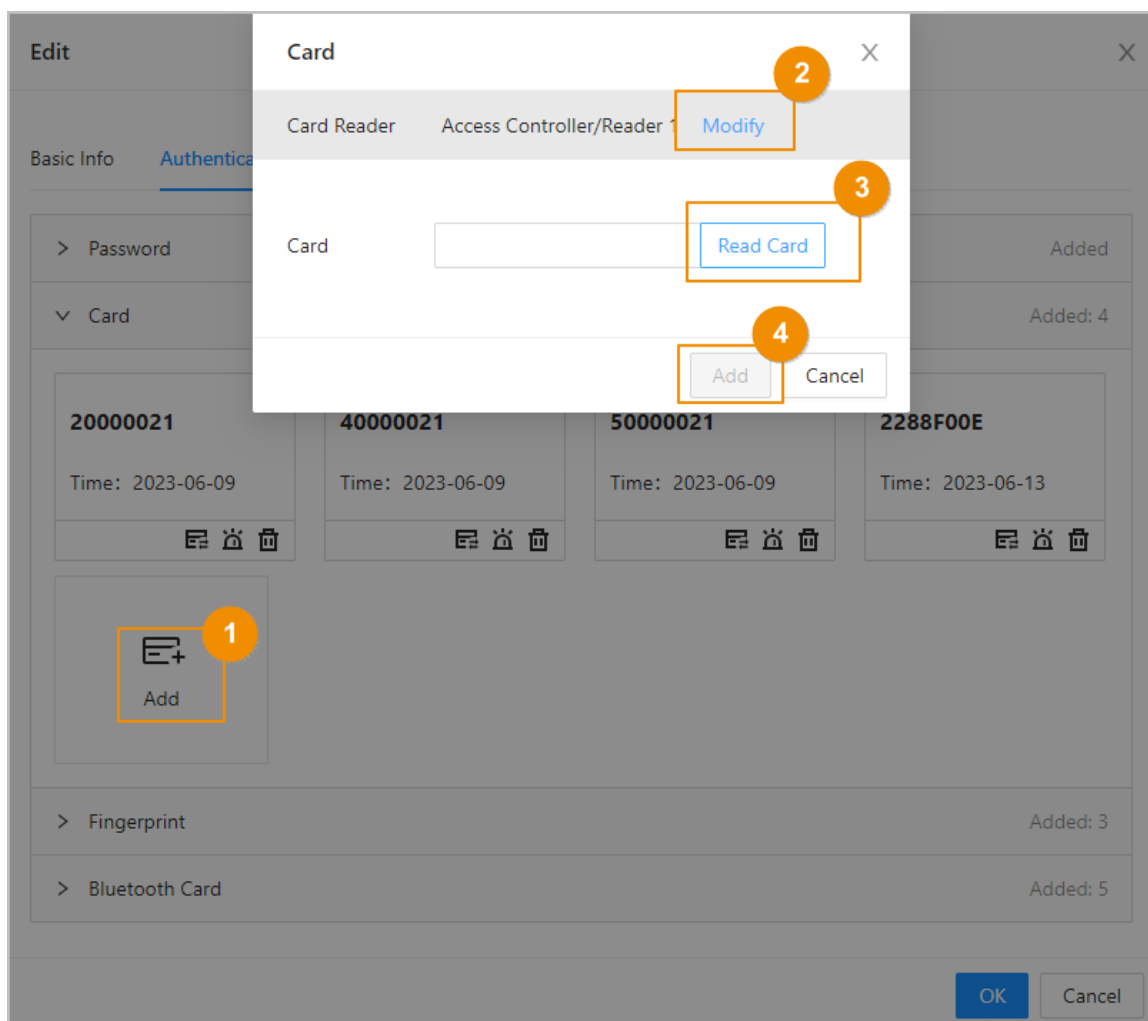 Edit
Card
2
Card Reader Access Controller/Reader 1 Modify
Basic Info Authentica
3
Card Read Card
> Password Added
Card Added: 4
4
Add Cancel
20000021 40000021 50000021 2288F00E
Time: 2023-06-09 Time: 2023-06-09 Time: 2023-06-09 Time: 2023-06-13
1
Add
> Fingerprint Added: 3
> Bluetooth Card Added: 5
OK Cancel